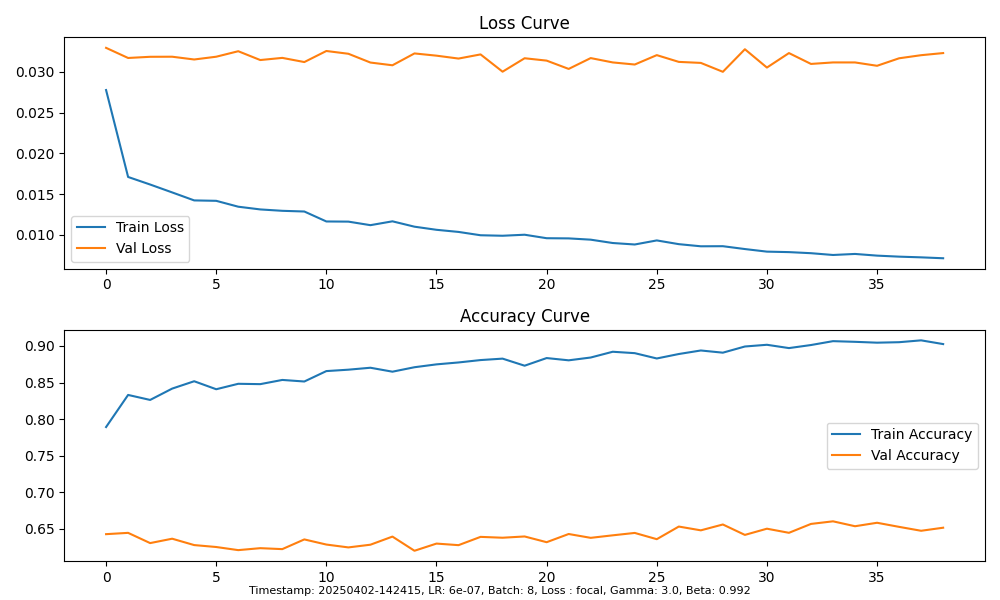 Loss Curve
0.030
0.025
0.020
0.015
0.010
Train Loss
Val Loss
0 5 10 15 20 25 30 35
Accuracy Curve
0.90
0.85
0.80
0.75
0.70
0.65
Train Accuracy
Val Accuracy
0 5 10 15 20 25 30 35
Timestamp: 20250402-142415, LR: 6e-07, Batch: 8, Loss : focal, Gamma: 3.0, Beta: 0.992